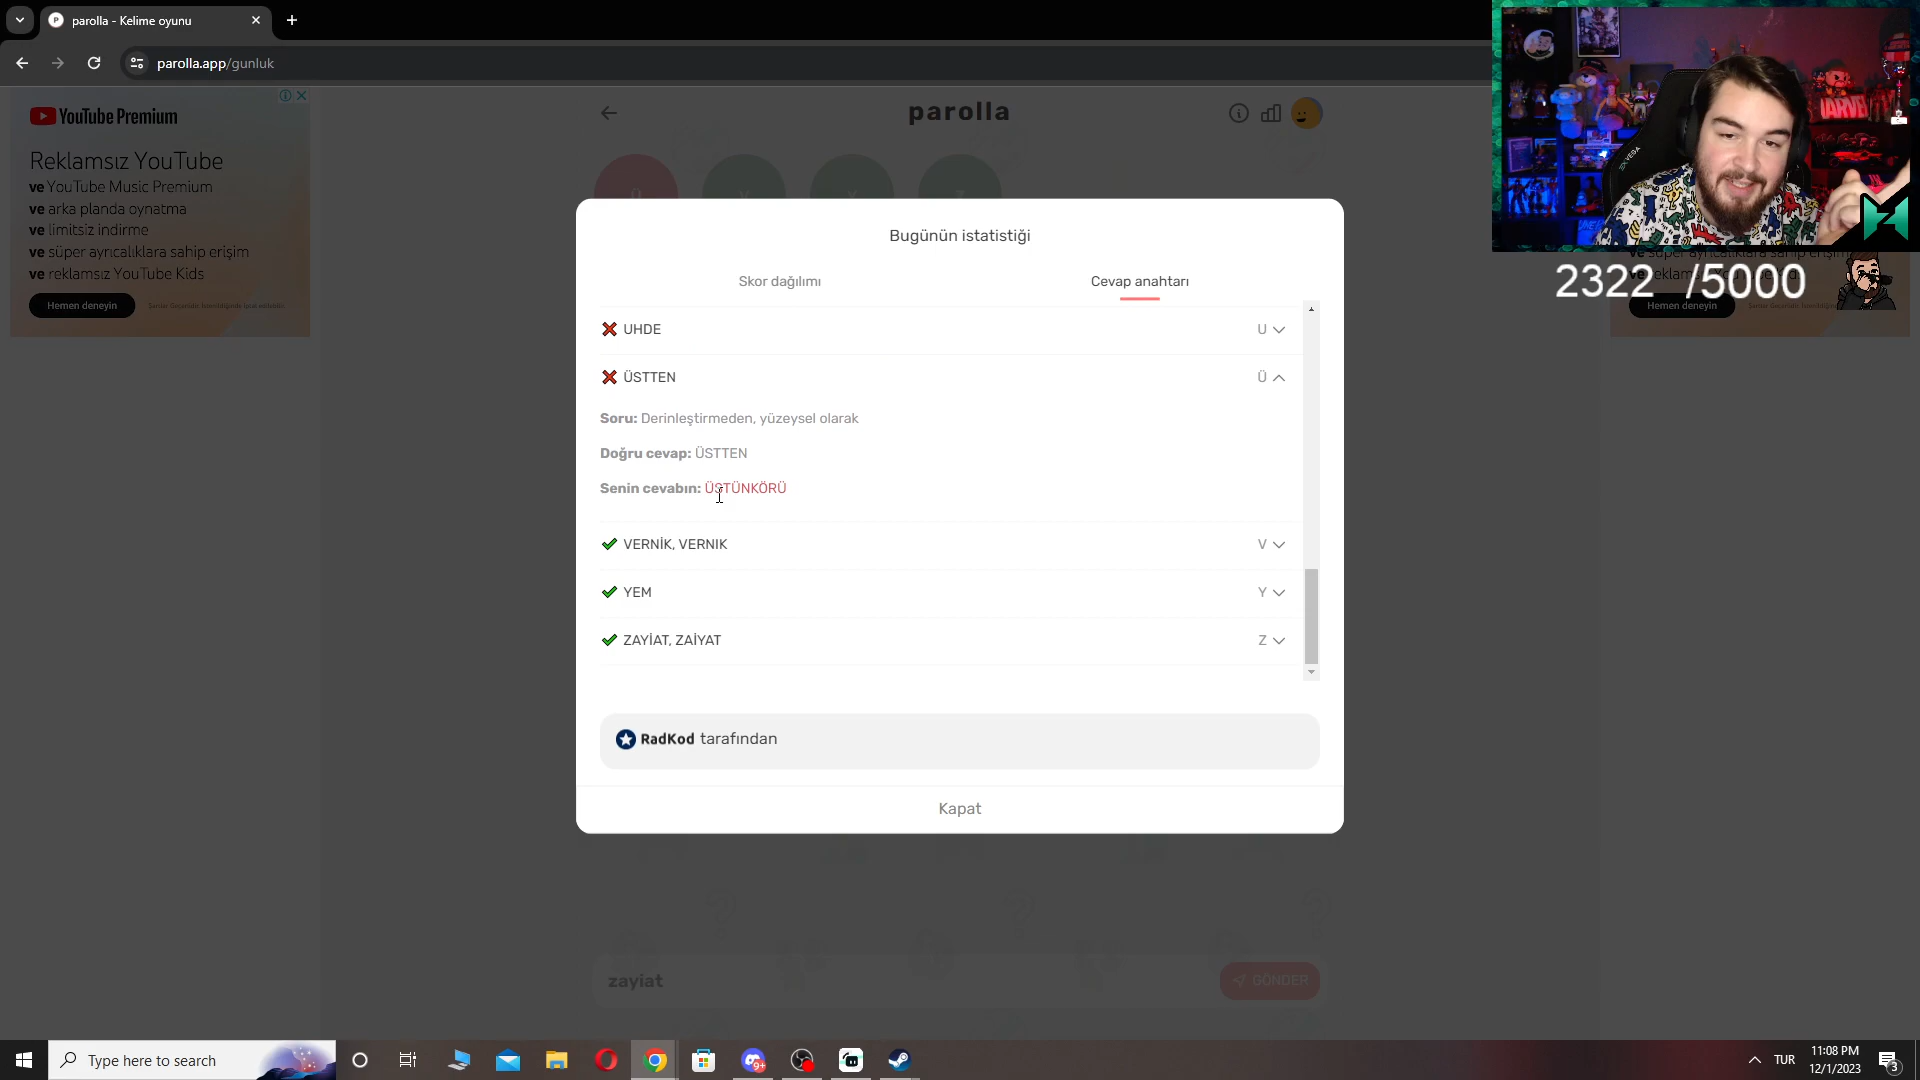 parolla - Kelime oyunu
parolla.app/gunluk
YouTube Premium
Reklamsız YouTube
ve YouTube Music Premium
ve arka planda oynatma
ve limitsiz indirme
ve süper ayrıcalıklara sahip erişim
ve reklamsız YouTube Kids
Hemen deneyin
parolla
Ü
V
Y
Z
Bugünün istatistiği
Skor dağılımı
Cevap anahtarı
UHDE
U
ÜSTTEN
Ü
Soru: Derinleştirmeden, yüzeysel olarak
Doğru cevap: ÜSTTEN
Senin cevabın: ÜSTÜNKÖRÜ
VERNİK, VERNIK
V
YEM
Y
ZAYİAT, ZAİYAT
Z
RadKod tarafından
Kapat
zayiat
GÖNDER
MARVEL
VEGA
2322 /5000
Hemen deneyin
Type here to search
9+
TUR
11:08 PM
12/1/2023
3